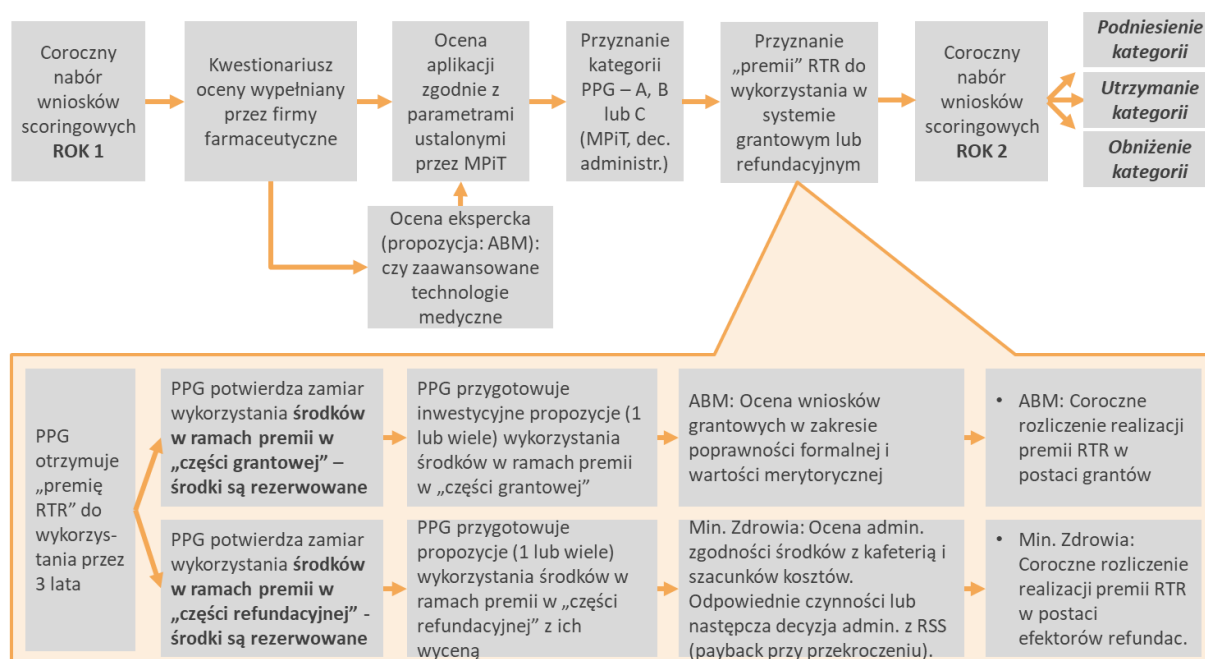 Coroczny
nabór
wniosków
scoringowych
ROK 1
Kwestionariusz
oceny wypełniany
przez firmy
farmaceutyczne
Ocena
aplikacji
zgodnie z
parametrami
ustalonymi
przez MPiT
Przyznanie
kategorii
PPG – A, B
lub C
(MPiT, dec.
administr.)
Przyznanie
„premii” RTR do
wykorzystania w
systemie
grantowym lub
refundacyjnym
Coroczny
nabór
wniosków
scoringowych
ROK 2
Podniesienie
kategorii
Utrzymanie
kategorii
Obniżenie
kategorii
Ocena ekspercka
(propozycja: ABM):
czy zaawansowane
technologie
medyczne
PPG
otrzymuje
„premię
RTR” do
wykorzys-
tania przez
3 lata
PPG potwierdza zamiar
wykorzystania środków
w ramach premii w
„części grantowej” –
środki są rezerwowane
PPG przygotowuje
inwestycyjne propozycje (1
lub wiele) wykorzystania
środków w ramach premii
w „części grantowej”
ABM: Ocena wniosków
grantowych w zakresie
poprawności formalnej i
wartości merytorycznej
• ABM: Coroczne
rozliczenie realizacji
premii RTR w
postaci grantów
PPG potwierdza zamiar
wykorzystania środków
w ramach premii w
„części refundacyjnej” -
środki są rezerwowane
PPG przygotowuje
propozycje (1 lub wiele)
wykorzystania środków w
ramach premii w „części
refundacyjnej” z ich
wyceną
Min. Zdrowia: Ocena admin.
zgodności środków z kafeterią i
szacunków kosztów.
Odpowiednie czynności lub
następcza decyzja admin. z RSS
(payback przy przekroczeniu).
• Min. Zdrowia:
Coroczne rozliczenie
realizacji premii RTR
w postaci
efektorów refundac.